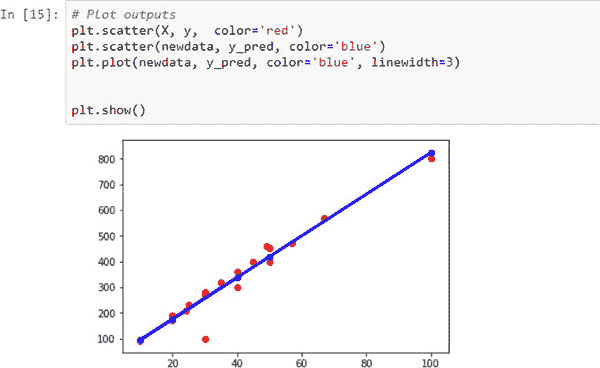 In [15]: # Plot outputs
plt.scatter(X, y,  color='red')
plt.scatter(newdata, y_pred, color='blue')
plt.plot(newdata, y_pred, color='blue', linewidth=3)
plt.show()
800
700
600
500
400
300
200
100
20 40 60 80 100